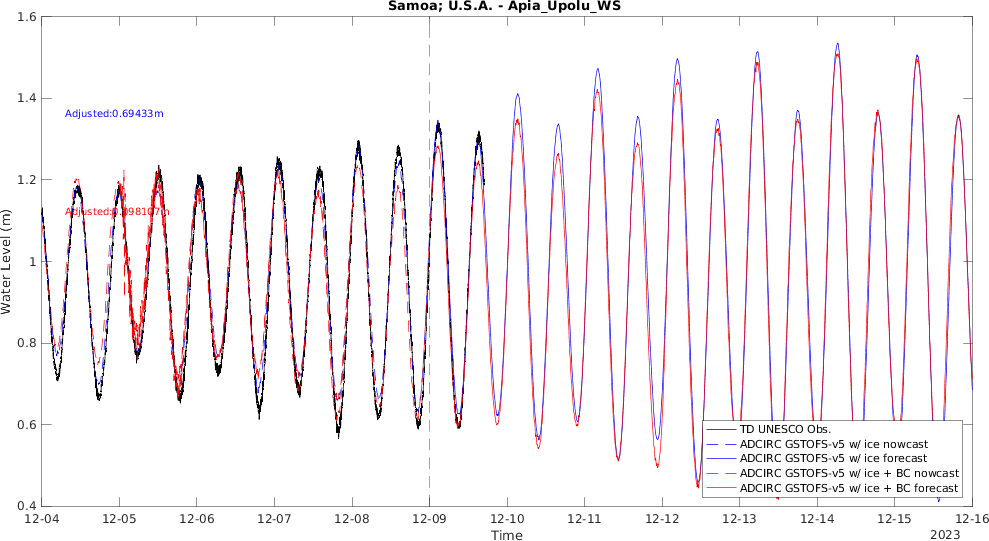 Samoa; U.S.A. - Apia_Upolu_WS
1.6
1.4
1.2
1
0.8
0.6
0.4
Water Level (m)
Adjusted:0.69433m
Adjusted:0.098107m
TD UNESCO Obs.
ADCIRC GSTOFS-v5 w/ ice nowcast
ADCIRC GSTOFS-v5 w/ ice forecast
ADCIRC GSTOFS-v5 w/ ice + BC nowcast
ADCIRC GSTOFS-v5 w/ ice + BC forecast
12-04 12-05 12-06 12-07 12-08 12-09 12-10 12-11 12-12 12-13 12-14 12-15 12-16
Time
2023